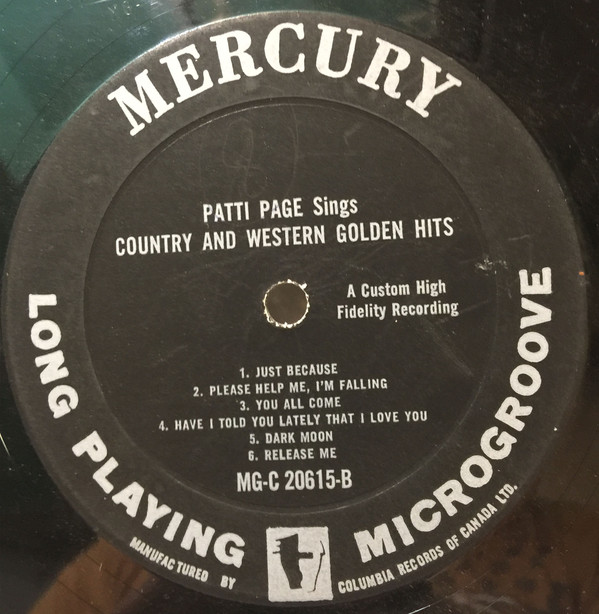 MERCURY
PATTI PAGE Sings
COUNTRY AND WESTERN GOLDEN HITS
A Custom High
Fidelity Recording
1. JUST BECAUSE
2. PLEASE HELP ME, I'M FALLING
3. YOU ALL COME
4. HAVE I TOLD YOU LATELY THAT I LOVE YOU
5. DARK MOON
6. RELEASE ME
MG-C 20615-B
LONG PLAYING MICROGROOVE
MANUFACTURED BY COLUMBIA RECORDS OF CANADA LTD.